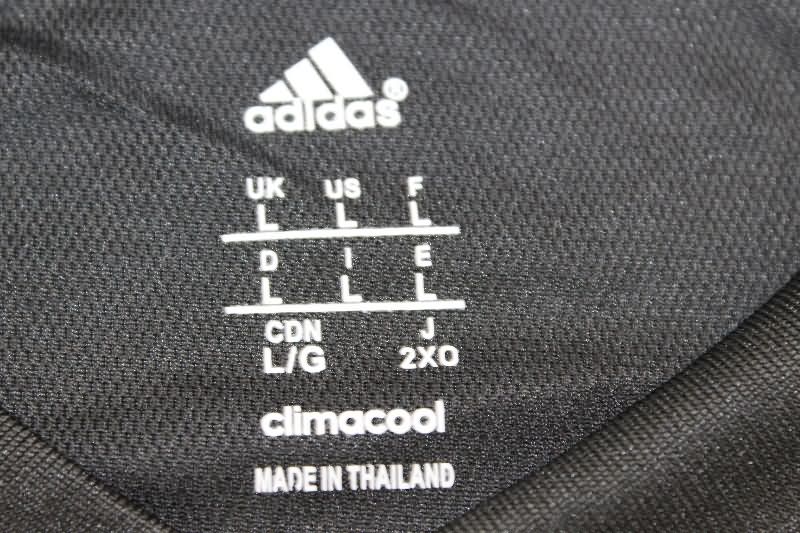 adidas®
UK US F
L L L
D I E
L L L
CDN J
L/G 2XO
climacool
MADE IN THAILAND